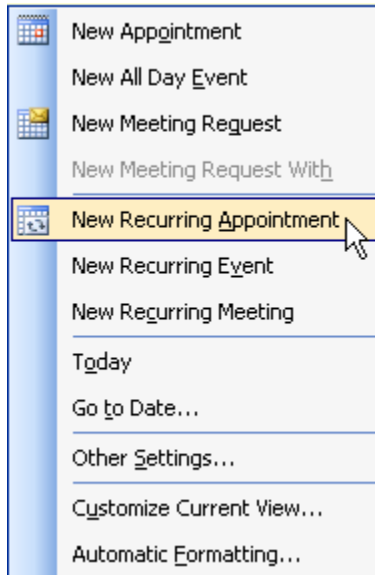 New Appointment
New All Day Event
New Meeting Request
New Meeting Request With
New Recurring Appointment
New Recurring Event
New Recurring Meeting
Today
Go to Date...
Other Settings...
Customize Current View...
Automatic Formatting...